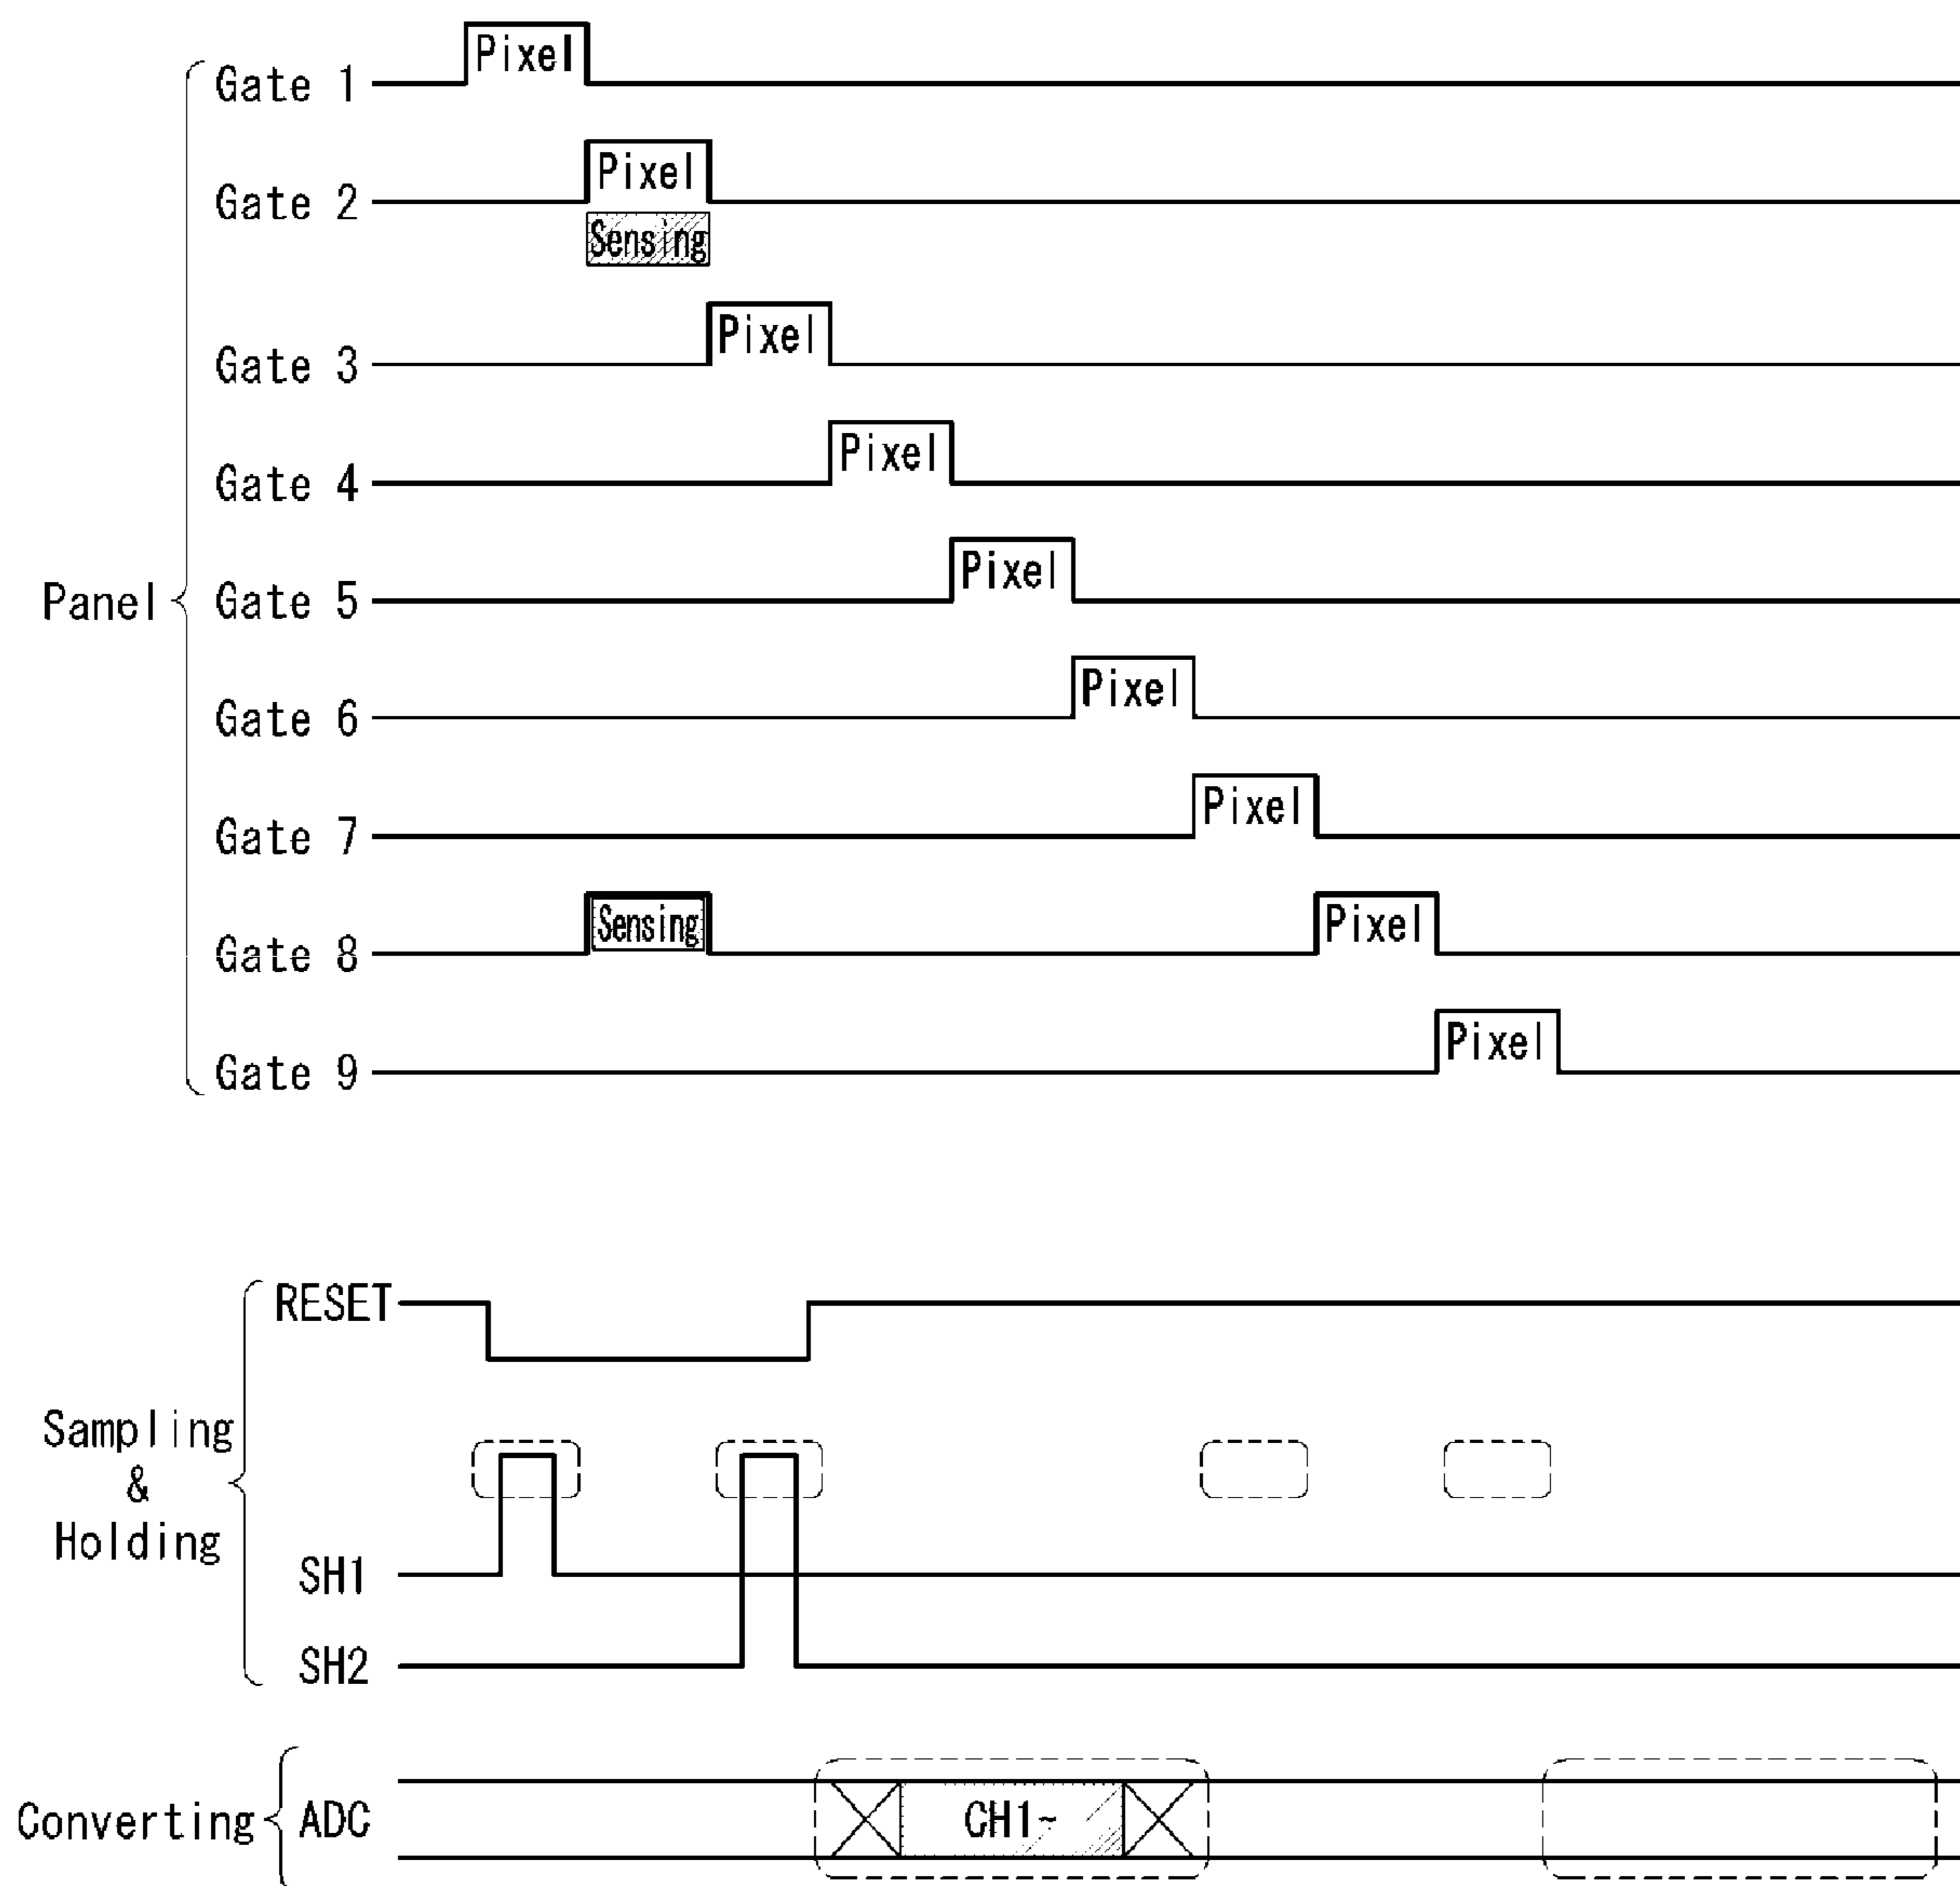 Pixel
Gate 1
Pixel
Gate 2
Sensing
Pixel
Gate 3
Pixel
Gate 4
Pixel
Panel
Gate 5
Pixel
Gate 6
Pixel
Gate 7
Sensing
Pixel
Gate 8
Pixel
Gate 9
RESET
Sampling
&
Holding
SH1
SH2
Converting
ADC
CH1~